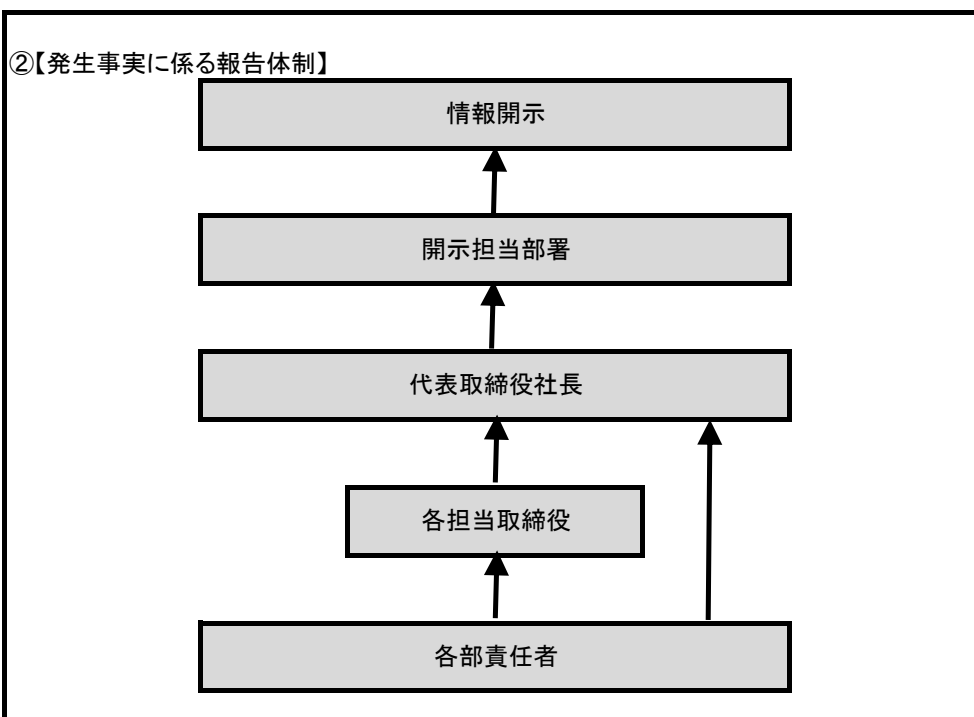 ②【発生事実に係る報告体制】
情報開示
開示担当部署
代表取締役社長
各担当取締役
各部責任者